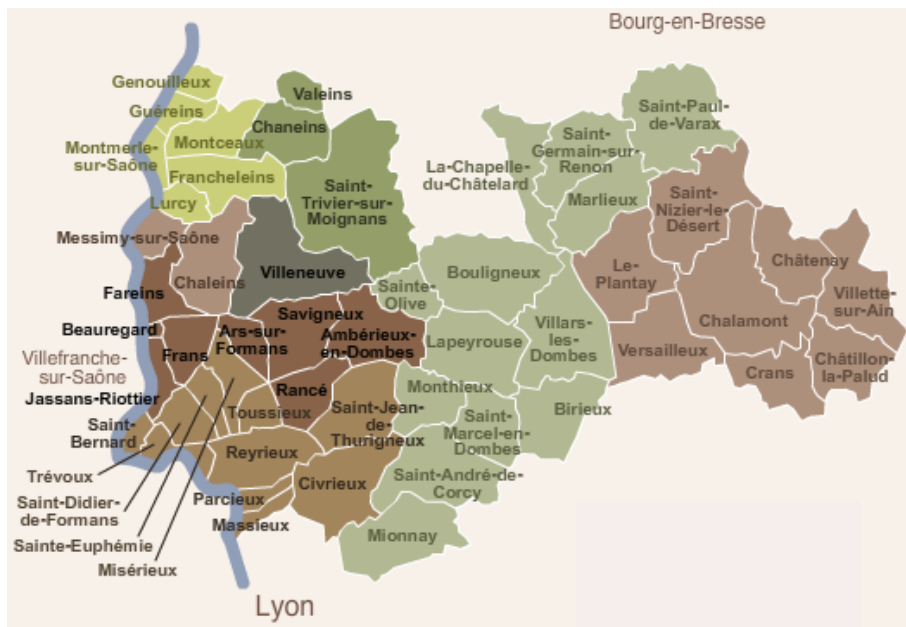 Bourg-en-Bresse
Genouilleux
Valeins
Guéreins
Chaneins
Saint-Paul-
de-Varax
Montceaux
Montmerle-
sur-Saône
Saint-
Germain-sur-
Renon
La-Chapelle-
du-Châtelard
Francheleins
Saint-
Trivier-sur-
Moignans
Marlieux
Saint-
Nizier-le-
Désert
Lurcy
Messimy-sur-Saône
Chaleins
Villeneuve
Bouligneux
Le-
Plantay
Châtenay
Fareins
Sainte-
Olive
Villette-
sur-Ain
Savigneux
Chalamont
Beauregard
Ars-sur-
Formans
Ambérieux-
en-Dombes
Lapeyrouse
Villars-
les-
Dombes
Versailleux
Villefranche-
sur-Saône
Frans
Châtillon-
la-Palud
Crans
Jassans-Riottier
Rancé
Monthieux
Toussieux
Saint-Jean-
de-
Thurigneux
Birieux
Saint-
Bernard
Saint-
Marcel-en-
Dombes
Reyrieux
Trévoux
Saint-André-de-
Corcy
Civrieux
Parcieux
Saint-Didier-
de-Formans
Massieux
Mionnay
Sainte-Euphémie
Misérieux
Lyon